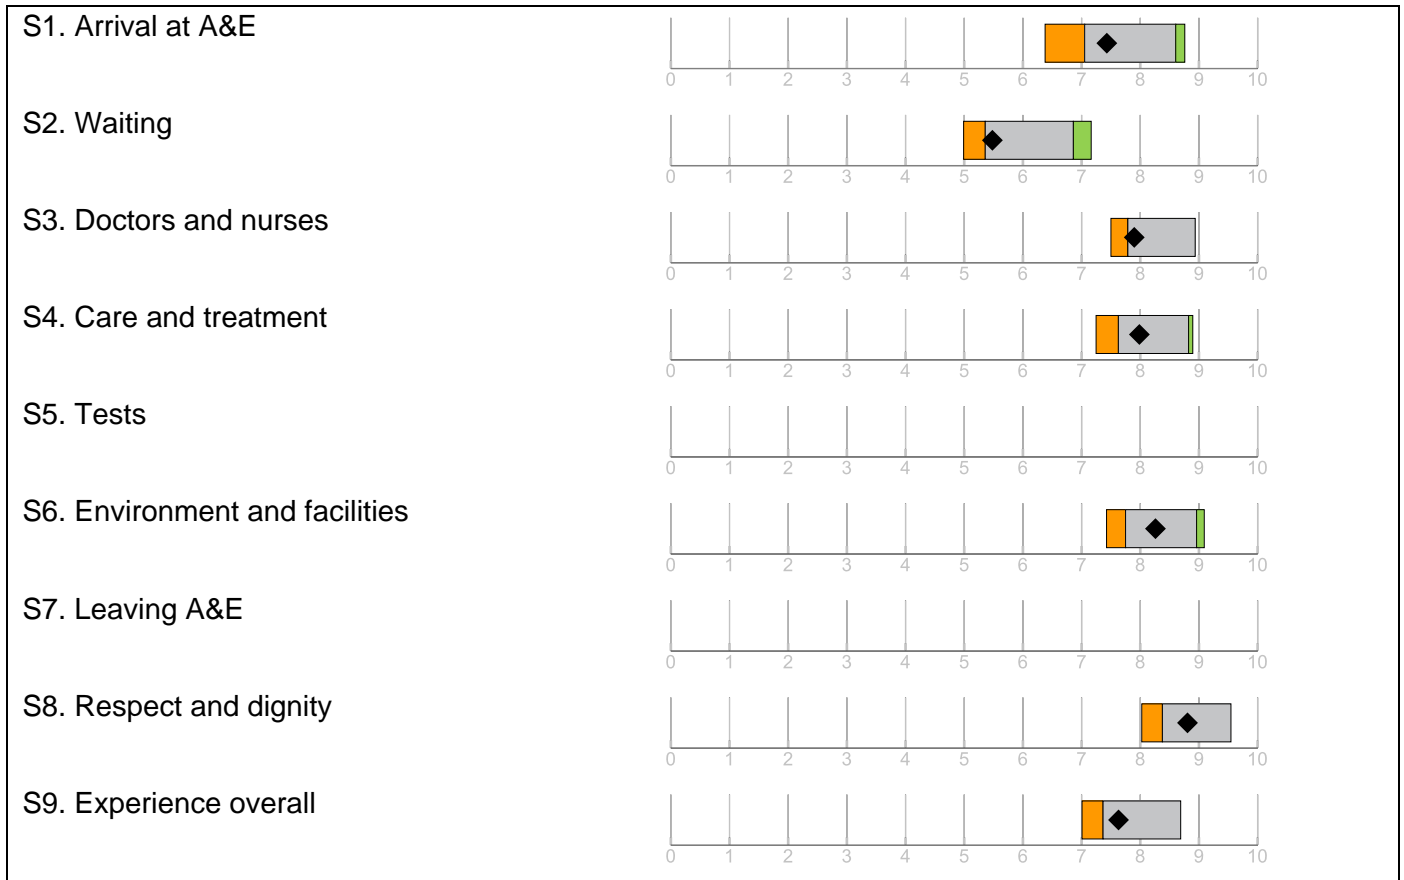 S1. Arrival at A&E
0 1 2 3 4 5 6 7 8 9 10
S2. Waiting
0 1 2 3 4 5 6 7 8 9 10
S3. Doctors and nurses
0 1 2 3 4 5 6 7 8 9 10
S4. Care and treatment
0 1 2 3 4 5 6 7 8 9 10
S5. Tests
0 1 2 3 4 5 6 7 8 9 10
S6. Environment and facilities
0 1 2 3 4 5 6 7 8 9 10
S7. Leaving A&E
0 1 2 3 4 5 6 7 8 9 10
S8. Respect and dignity
0 1 2 3 4 5 6 7 8 9 10
S9. Experience overall
0 1 2 3 4 5 6 7 8 9 10